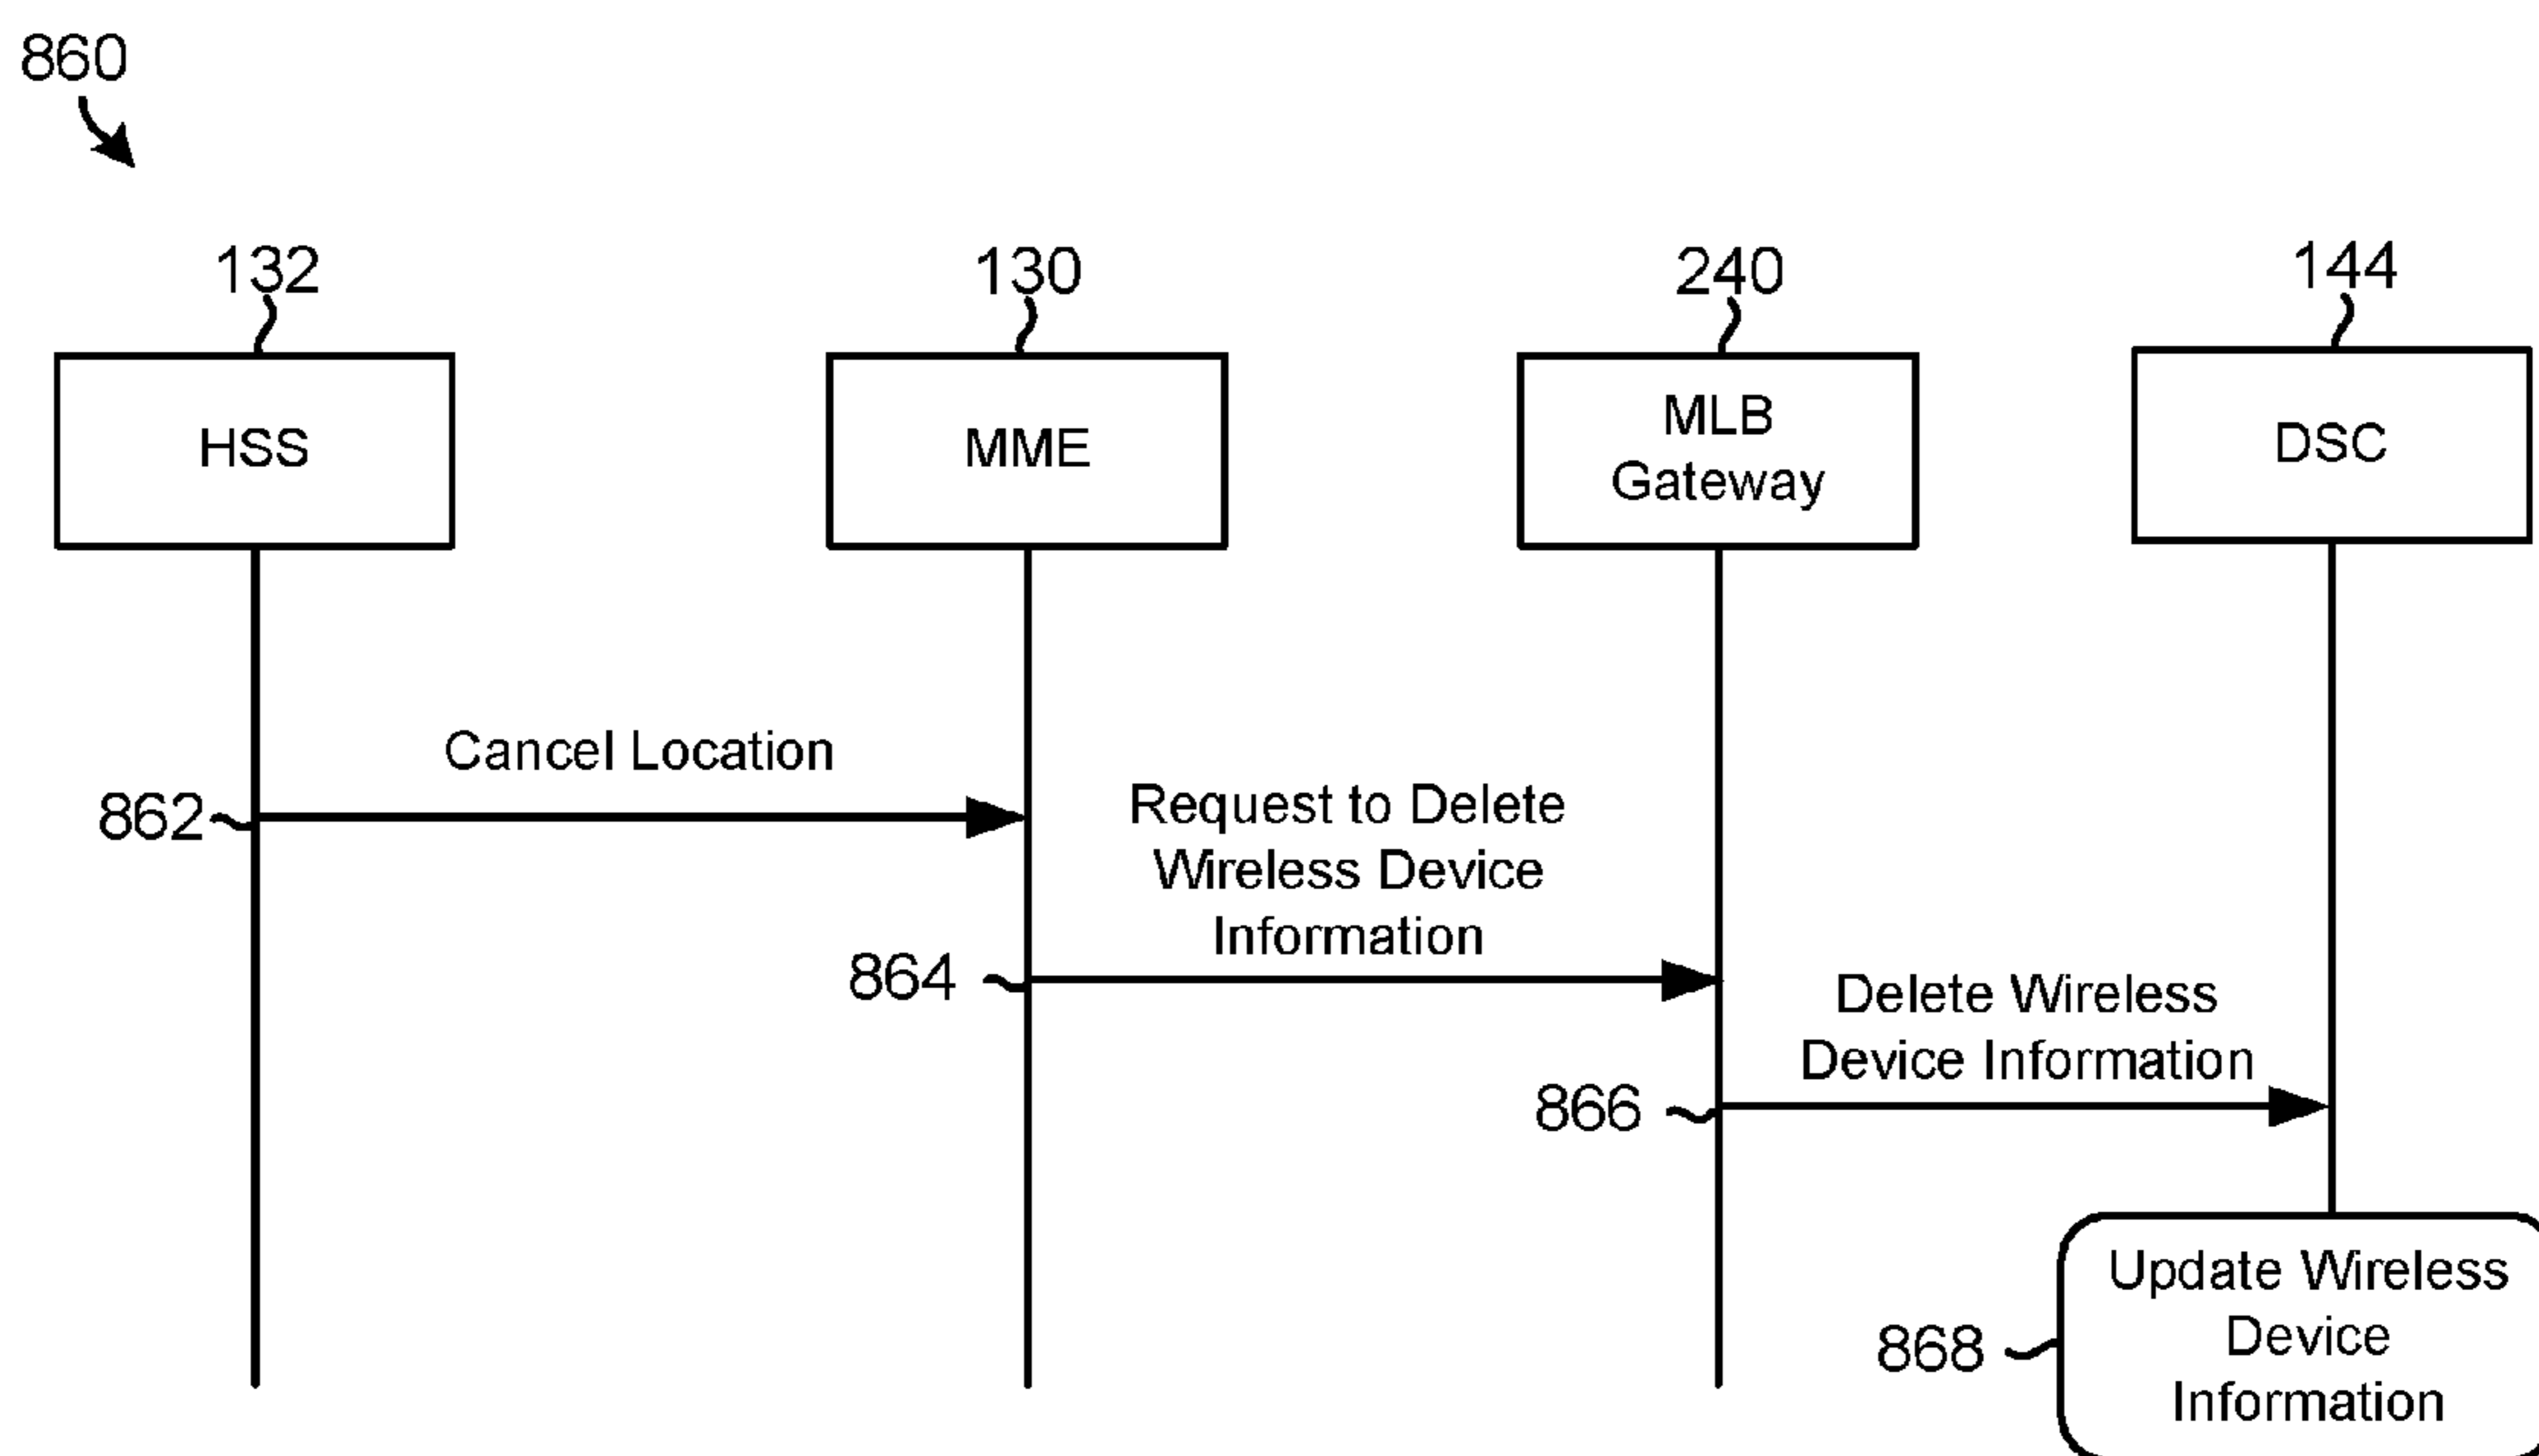 860
132
130
240
144
HSS
MME
MLB
Gateway
DSC
Cancel Location
862
Request to Delete
Wireless Device
Information
864
Delete Wireless
Device Information
866
Update Wireless
Device
Information
868